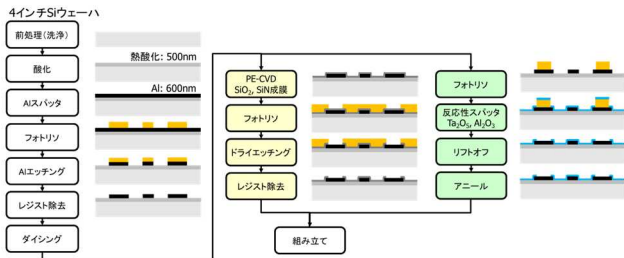 4インチSiウェーハ
前処理(洗浄)
酸化
熱酸化: 500nm
Alスパッタ
Al: 600nm
フォトリソ
Alエッチング
レジスト除去
ダイシング
PE-CVD
SiO₂, SiN成膜
フォトリソ
ドライエッチング
レジスト除去
フォトリソ
反応性スパッタ
Ta₂O₅, Al₂O₃
リフトオフ
アニール
組み立て